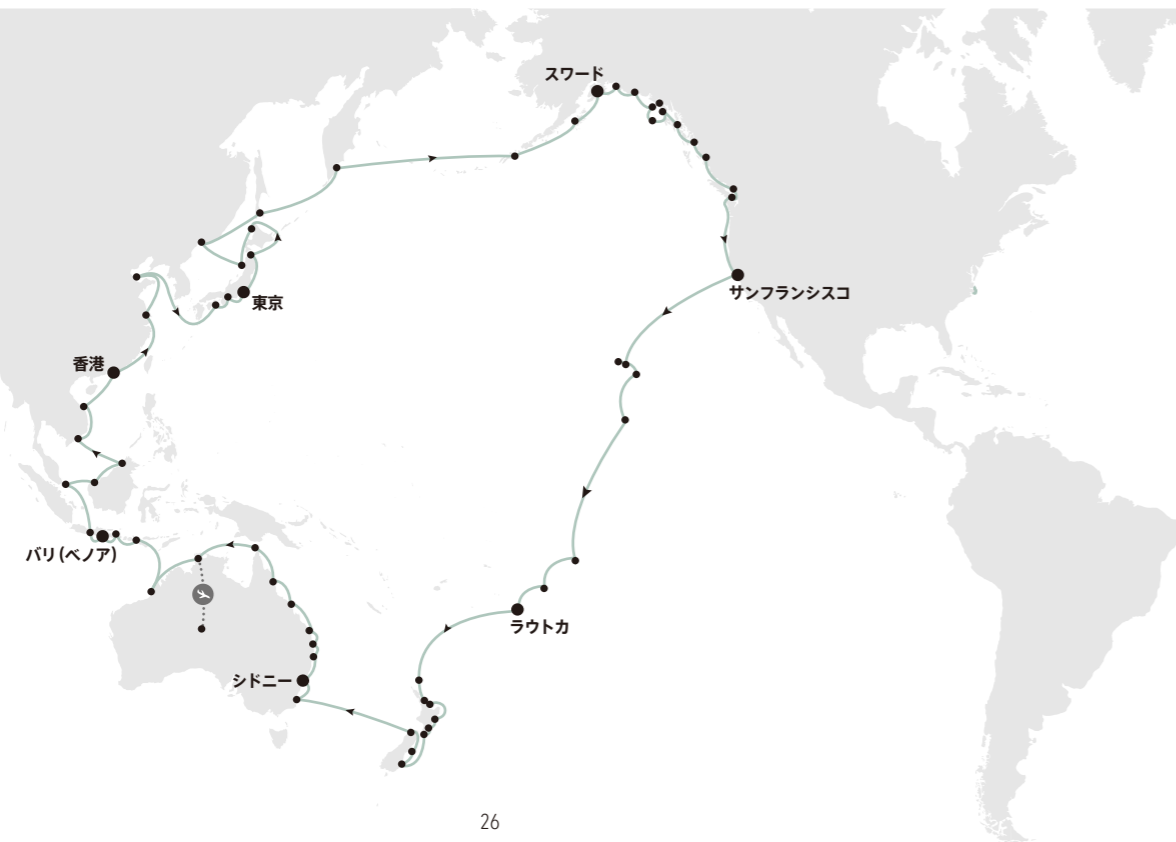 スワード
サンフランシスコ
東京
香港
バリ（ベノア）
ラウトカ
シドニー
26